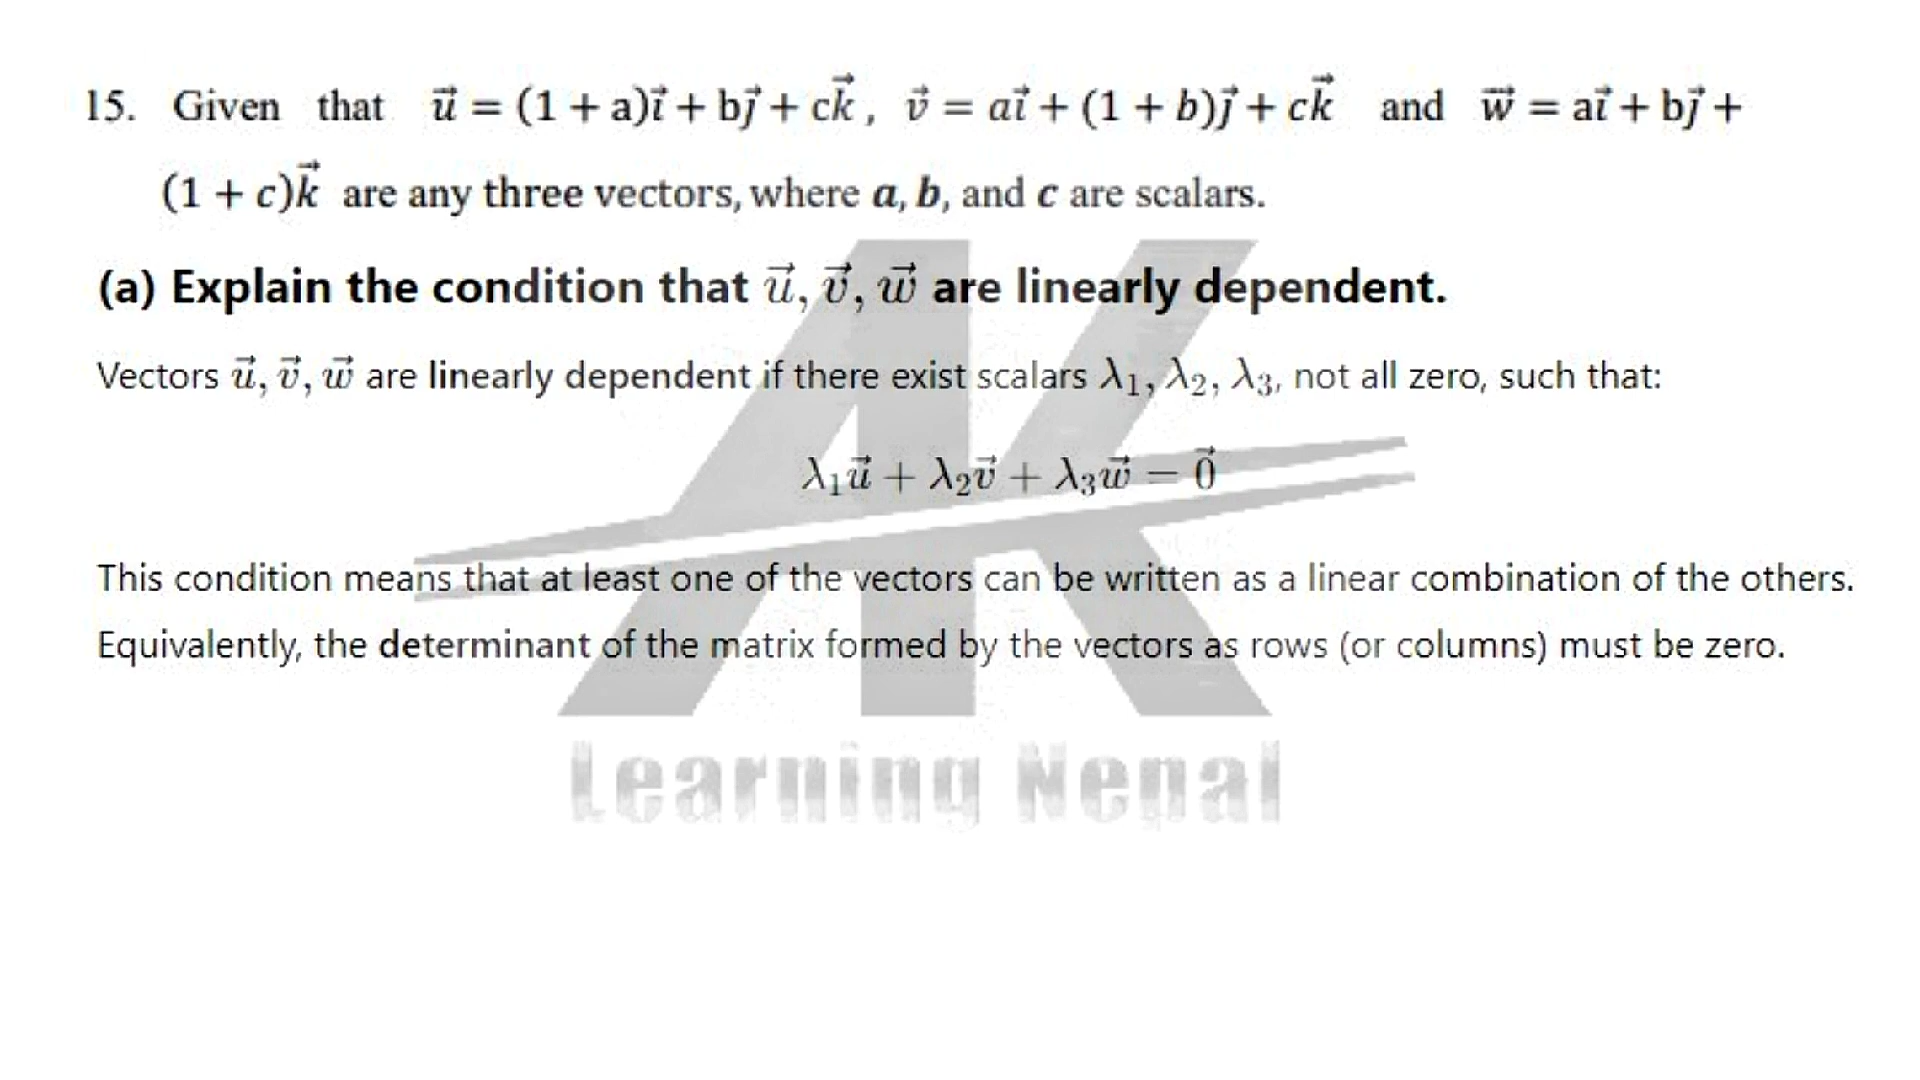 15. Given that u⃗ = (1 + a)i⃗ + bj⃗ + ck⃗ , v⃗ = ai⃗ + (1 + b)j⃗ + ck⃗ and w⃗ = ai⃗ + bj⃗ +
(1 + c)k⃗ are any three vectors, where a, b, and c are scalars.
(a) Explain the condition that u⃗, v⃗, w⃗ are linearly dependent.
Vectors u⃗, v⃗, w⃗ are linearly dependent if there exist scalars λ₁, λ₂, λ₃, not all zero, such that:
λ₁u⃗ + λ₂v⃗ + λ₃w⃗ = 0⃗
This condition means that at least one of the vectors can be written as a linear combination of the others.
Equivalently, the determinant of the matrix formed by the vectors as rows (or columns) must be zero.
AK
Learning Nepal